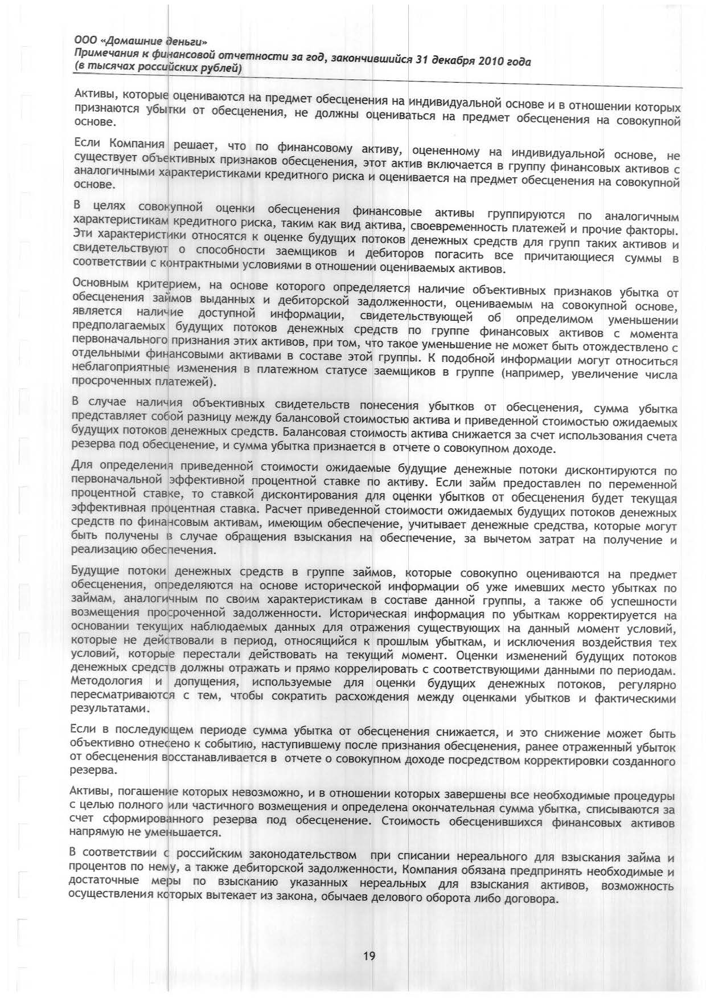 ООО «Домашние деньги»
Примечания к финансовой отчетности за год, закончившийся 31 декабря 2010 года
(в тысячах российских рублей)
Активы, которые оцениваются на предмет обесценения на индивидуальной основе и в отношении которых
признаются убытки от обесценения, не должны оцениваться на предмет обесценения на совокупной
основе.
Если Компания решает, что по финансовому активу, оцененному на индивидуальной основе, не
существует объективных признаков обесценения, этот актив включается в группу финансовых активов с
аналогичными характеристиками кредитного риска и оценивается на предмет обесценения на совокупной
основе.
В целях совокупной оценки обесценения финансовые активы группируются по аналогичным
характеристикам кредитного риска, таким как вид актива, своевременность платежей и прочие факторы.
Эти характеристики относятся к оценке будущих потоков денежных средств для групп таких активов и
свидетельствуют о способности заемщиков и дебиторов погасить все причитающиеся суммы в
соответствии с контрактными условиями в отношении оцениваемых активов.
Основным критерием, на основе которого определяется наличие объективных признаков убытка от
обесценения займов выданных и дебиторской задолженности, оцениваемым на совокупной основе,
является наличие доступной информации, свидетельствующей об определимом уменьшении
предполагаемых будущих потоков денежных средств по группе финансовых активов с момента
первоначального признания этих активов, при том, что такое уменьшение не может быть отождествлено с
отдельными финансовыми активами в составе этой группы. К подобной информации могут относиться
неблагоприятные изменения в платежном статусе заемщиков в группе (например, увеличение числа
просроченных платежей).
В случае наличия объективных свидетельств понесения убытков от обесценения, сумма убытка
представляет собой разницу между балансовой стоимостью актива и приведенной стоимостью ожидаемых
будущих потоков денежных средств. Балансовая стоимость актива снижается за счет использования счета
резерва под обесценение, и сумма убытка признается в отчете о совокупном доходе.
Для определения приведенной стоимости ожидаемые будущие денежные потоки дисконтируются по
первоначальной эффективной процентной ставке по активу. Если займ предоставлен по переменной
процентной ставке, то ставкой дисконтирования для оценки убытков от обесценения будет текущая
эффективная процентная ставка. Расчет приведенной стоимости ожидаемых будущих потоков денежных
средств по финансовым активам, имеющим обеспечение, учитывает денежные средства, которые могут
быть получены в случае обращения взыскания на обеспечение, за вычетом затрат на получение и
реализацию обеспечения.
Будущие потоки денежных средств в группе займов, которые совокупно оцениваются на предмет
обесценения, определяются на основе исторической информации об уже имевших место убытках по
займам, аналогичным по своим характеристикам в составе данной группы, а также об успешности
возмещения просроченной задолженности. Историческая информация по убыткам корректируется на
основании текущих наблюдаемых данных для отражения существующих на данный момент условий,
которые не действовали в период, относящийся к прошлым убыткам, и исключения воздействия тех
условий, которые перестали действовать на текущий момент. Оценки изменений будущих потоков
денежных средств должны отражать и прямо коррелировать с соответствующими данными по периодам.
Методология и допущения, используемые для оценки будущих денежных потоков, регулярно
пересматриваются с тем, чтобы сократить расхождения между оценками убытков и фактическими
результатами.
Если в последующем периоде сумма убытка от обесценения снижается, и это снижение может быть
объективно отнесено к событию, наступившему после признания обесценения, ранее отраженный убыток
от обесценения восстанавливается в отчете о совокупном доходе посредством корректировки созданного
резерва.
Активы, погашение которых невозможно, и в отношении которых завершены все необходимые процедуры
с целью полного или частичного возмещения и определена окончательная сумма убытка, списываются за
счет сформированного резерва под обесценение. Стоимость обесценившихся финансовых активов
напрямую не уменьшается.
В соответствии с российским законодательством при списании нереального для взыскания займа и
процентов по нему, а также дебиторской задолженности, Компания обязана предпринять необходимые и
достаточные меры по взысканию указанных нереальных для взыскания активов, возможность
осуществления которых вытекает из закона, обычаев делового оборота либо договора.
19